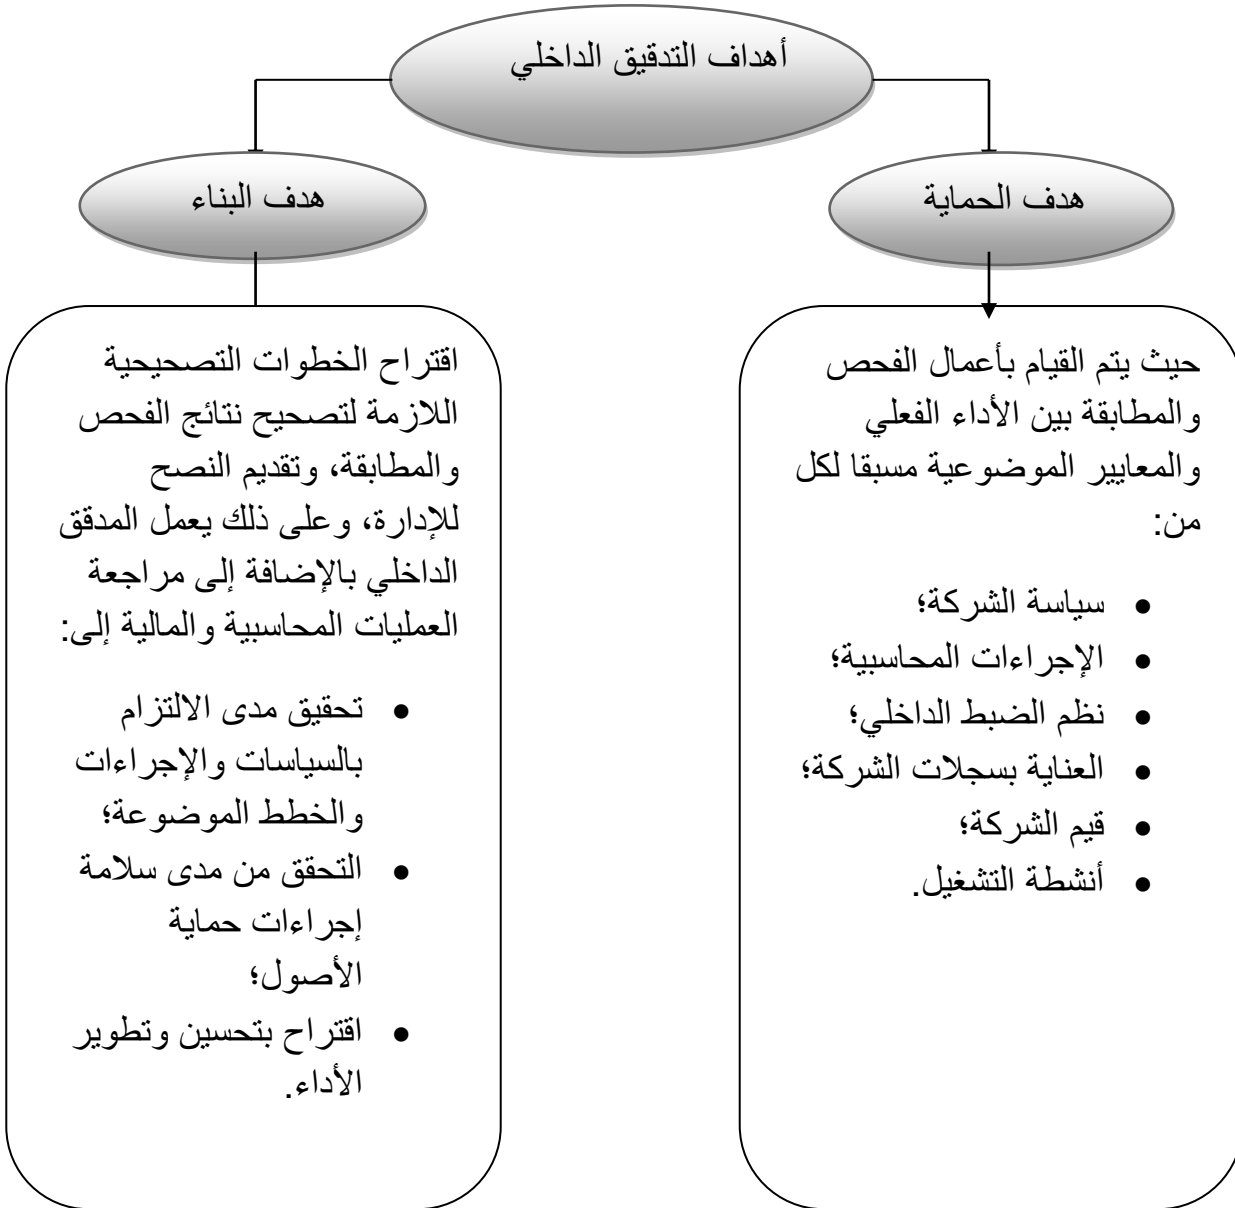 أهداف التدقيق الداخلي
هدف الحماية
هدف البناء
حيث يتم القيام بأعمال الفحص
والمطابقة بين الأداء الفعلي
والمعايير الموضوعية مسبقا لكل
من:
• سياسة الشركة؛
• الإجراءات المحاسبية؛
• نظم الضبط الداخلي؛
• العناية بسجلات الشركة؛
• قيم الشركة؛
• أنشطة التشغيل.
اقتراح الخطوات التصحيحية
اللازمة لتصحيح نتائج الفحص
والمطابقة، وتقديم النصح
للإدارة، وعلى ذلك يعمل المدقق
الداخلي بالإضافة إلى مراجعة
العمليات المحاسبية والمالية إلى:
• تحقيق مدى الالتزام
بالسياسات والإجراءات
والخطط الموضوعة؛
• التحقق من مدى سلامة
إجراءات حماية
الأصول؛
• اقتراح بتحسين وتطوير
الأداء.